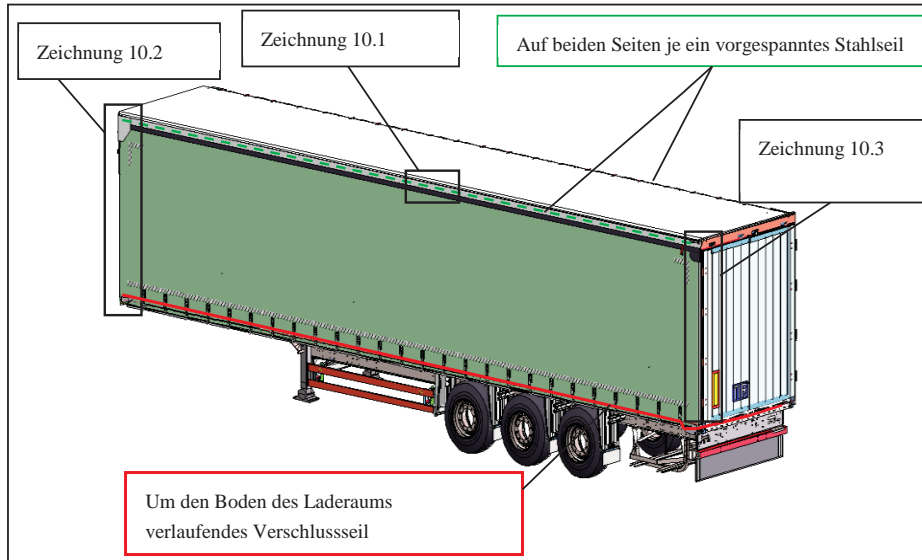 Zeichnung 10.2
Zeichnung 10.1
Auf beiden Seiten je ein vorgespanntes Stahlseil
Zeichnung 10.3
Um den Boden des Laderaums
verlaufendes Verschlussseil